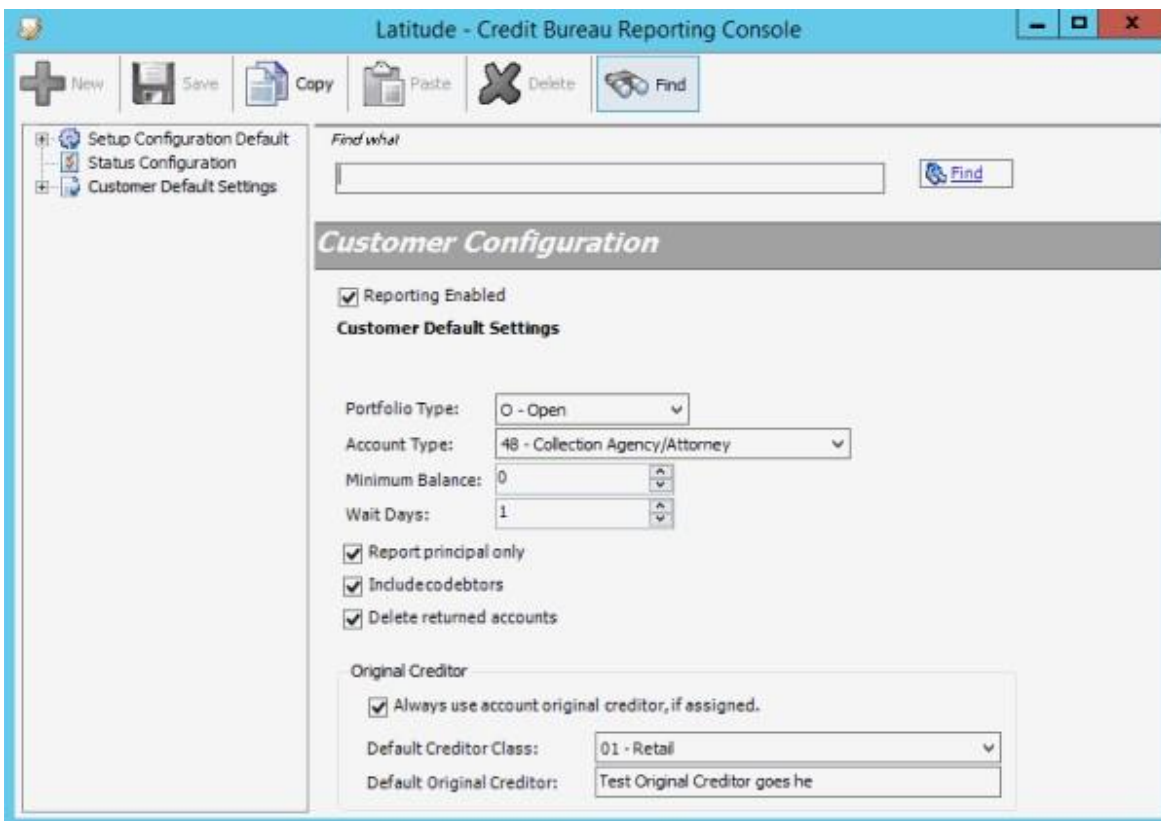 Latitude - Credit Bureau Reporting Console
New Save Copy Paste Delete Find
Setup Configuration Default
Status Configuration
Customer Default Settings
Find what
Find
Customer Configuration
Reporting Enabled
Customer Default Settings
Portfolio Type: O - Open
Account Type: 48 - Collection Agency/Attorney
Minimum Balance: 0
Wait Days: 1
Report principal only
Include codebtors
Delete returned accounts
Original Creditor
Always use account original creditor, if assigned.
Default Creditor Class: 01 - Retail
Default Original Creditor: Test Original Creditor goes he